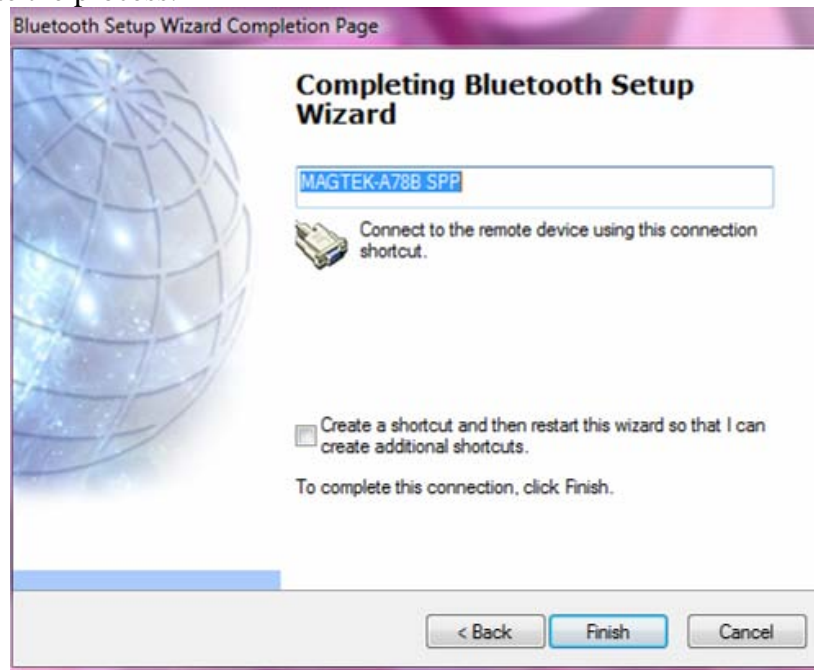 Bluetooth Setup Wizard Completion Page
Completing Bluetooth Setup
Wizard
MAGTEK-A78B SPP
Connect to the remote device using this connection
shortcut.
Create a shortcut and then restart this wizard so that I can
create additional shortcuts.
To complete this connection, click Finish.
< Back
Finish
Cancel